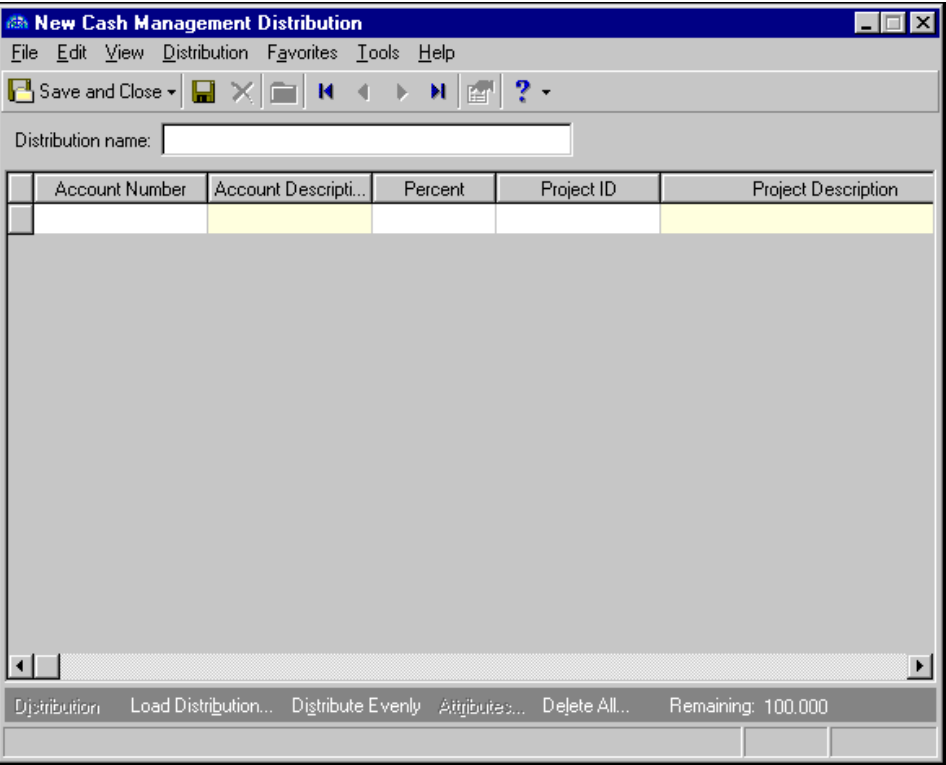 New Cash Management Distribution
File Edit View Distribution Favorites Tools Help
Save and Close ?
Distribution name:
Account Number Account Descripti... Percent Project ID Project Description
Distribution Load Distribution... Distribute Evenly Attributes... Delete All... Remaining: 100.000